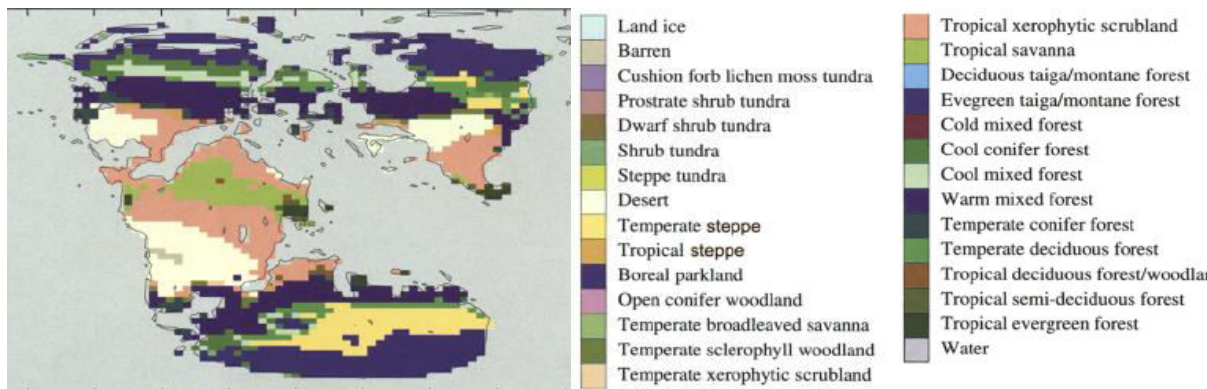 Land ice
Barren
Cushion forb lichen moss tundra
Prostrate shrub tundra
Dwarf shrub tundra
Shrub tundra
Steppe tundra
Desert
Temperate steppe
Tropical steppe
Boreal parkland
Open conifer woodland
Temperate broadleaved savanna
Temperate sclerophyll woodland
Temperate xerophytic scrubland
Tropical xerophytic scrubland
Tropical savanna
Deciduous taiga/montane forest
Evegreen taiga/montane forest
Cold mixed forest
Cool conifer forest
Cool mixed forest
Warm mixed forest
Temperate conifer forest
Temperate deciduous forest
Tropical deciduous forest/woodlan
Tropical semi-deciduous forest
Tropical evergreen forest
Water